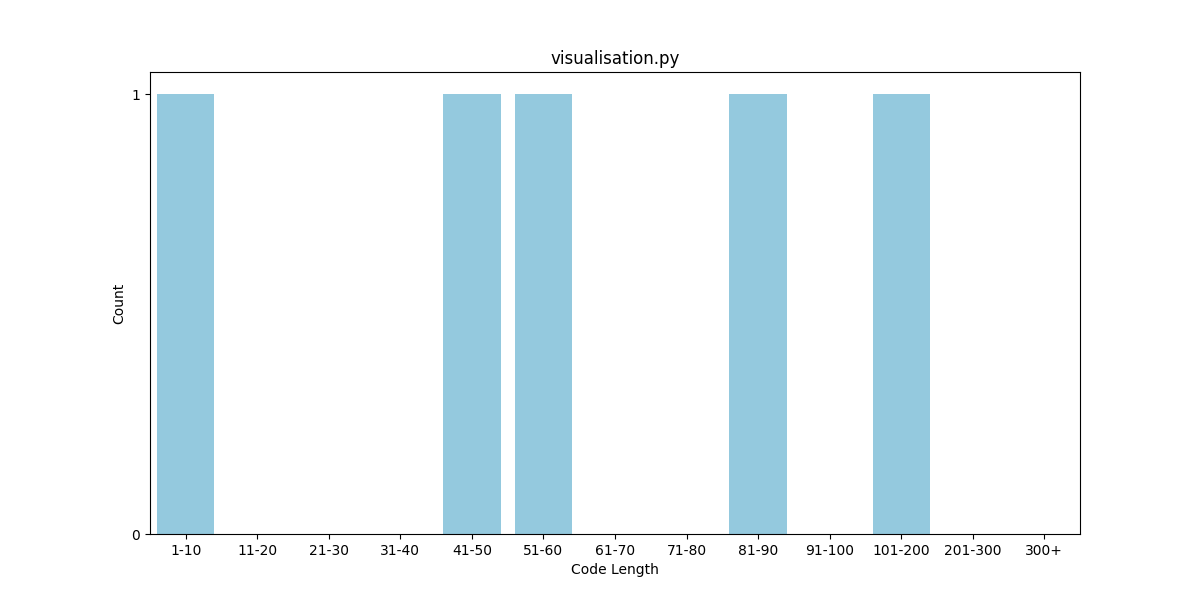 visualisation.py
1
Count
0
1-10 11-20 21-30 31-40 41-50 51-60 61-70 71-80 81-90 91-100 101-200 201-300 300+
Code Length